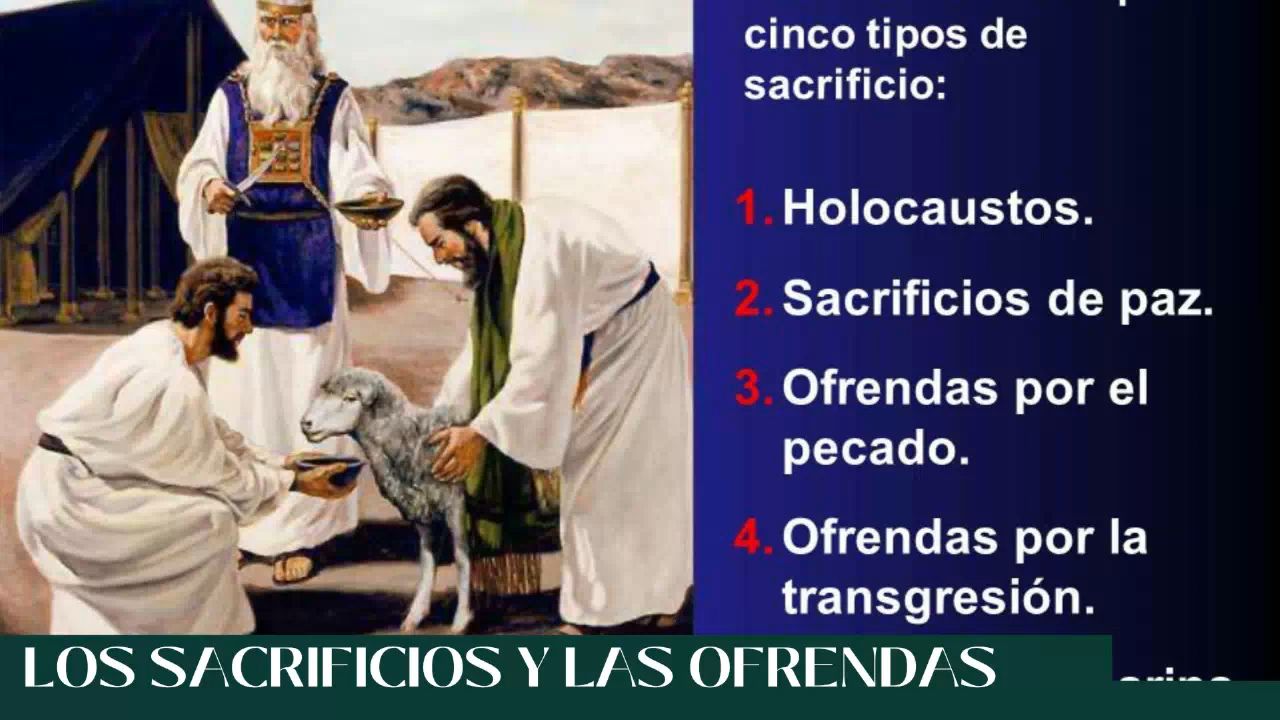 cinco tipos de
sacrificio:
1. Holocaustos.
2. Sacrificios de paz.
3. Ofrendas por el
pecado.
4. Ofrendas por la
transgresión.
LOS SACRIFICIOS Y LAS OFRENDAS